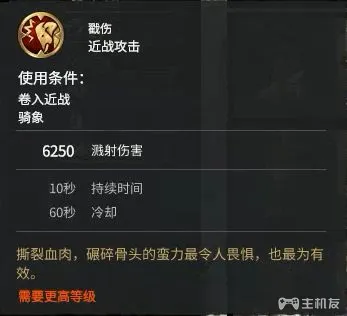 戳伤
近战攻击
使用条件：
卷入近战
骑象
6250 溅射伤害
10秒 持续时间
60秒 冷却
撕裂血肉，碾碎骨头的蛮力最令人畏惧，也最为有
效。
需要更高等级
主机友